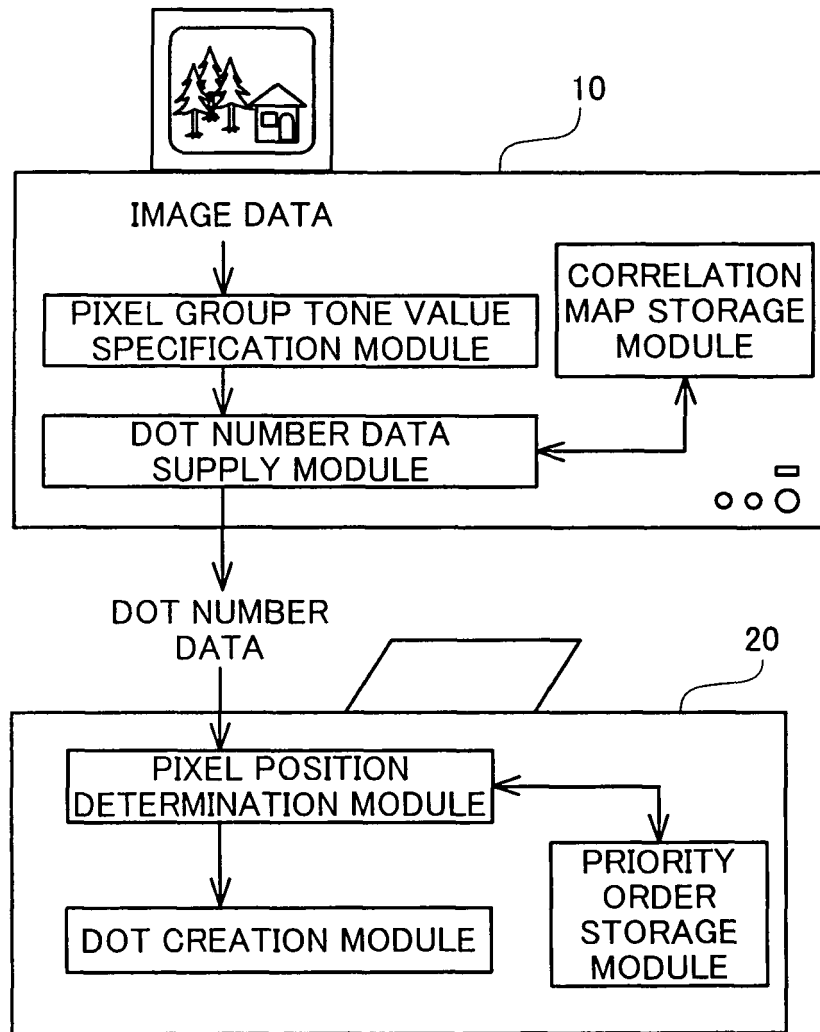 10
IMAGE DATA
PIXEL GROUP TONE VALUE
SPECIFICATION MODULE
CORRELATION
MAP STORAGE
MODULE
DOT NUMBER DATA
SUPPLY MODULE
DOT NUMBER
DATA
20
PIXEL POSITION
DETERMINATION MODULE
DOT CREATION MODULE
PRIORITY
ORDER
STORAGE
MODULE